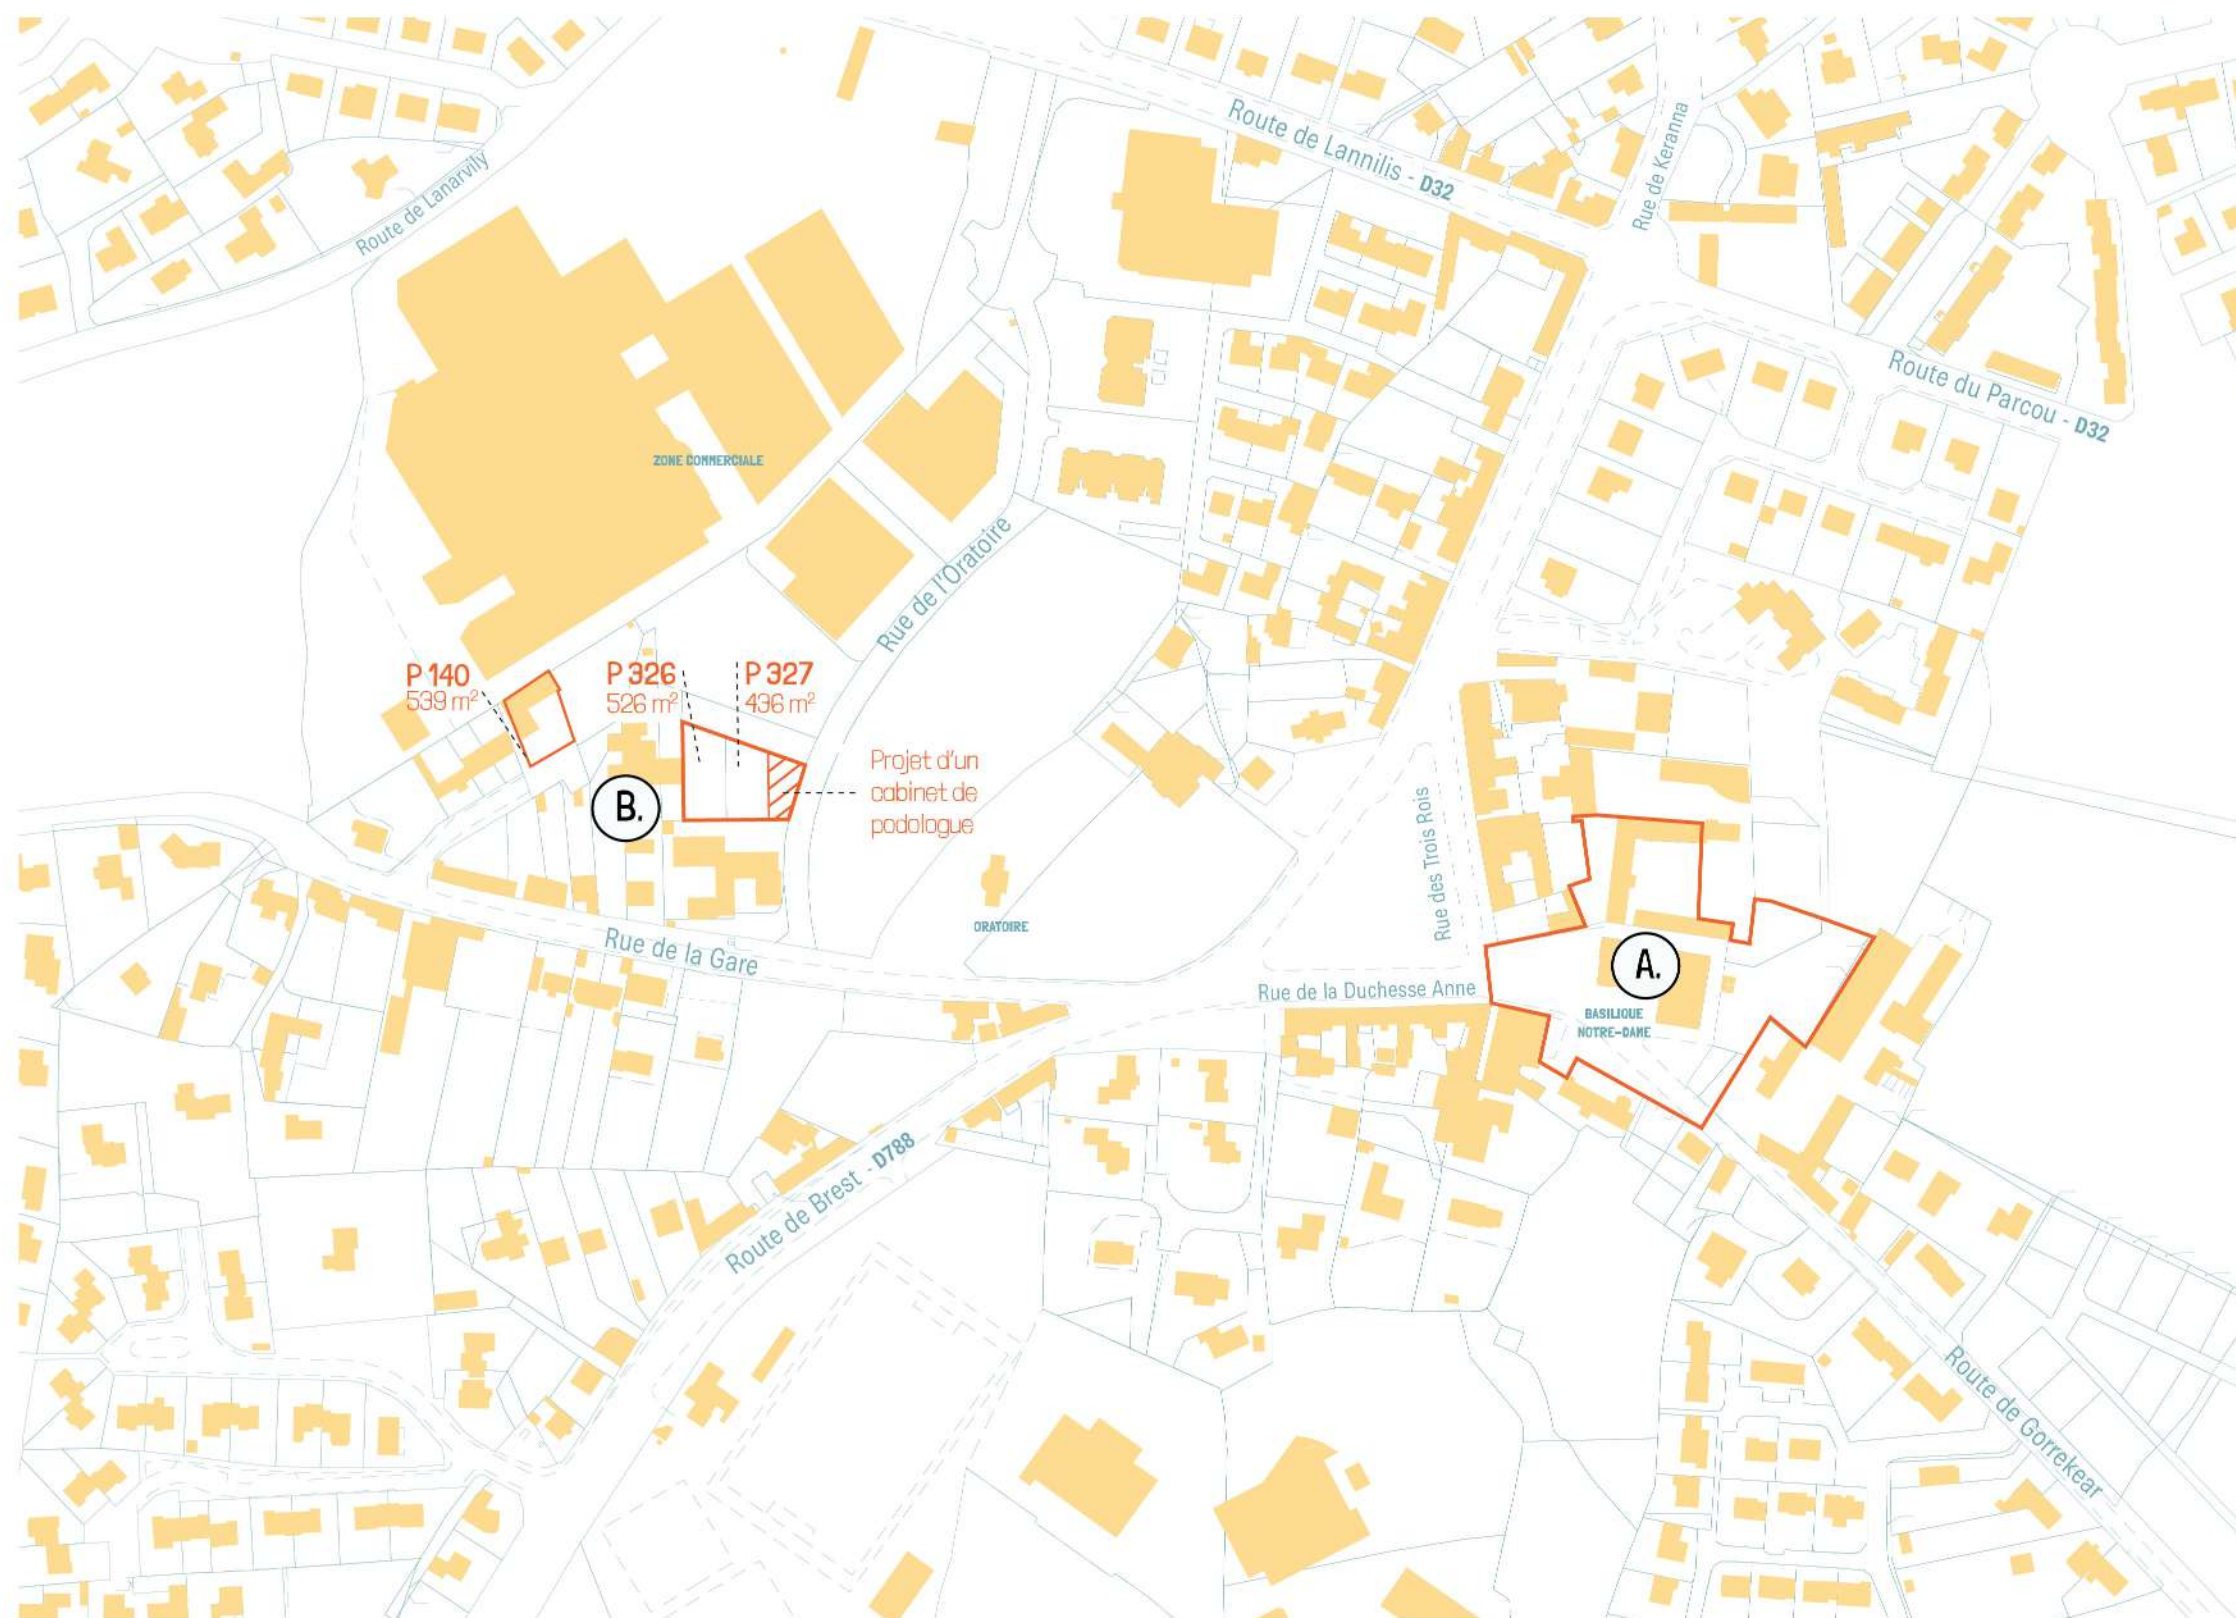 Route de Lannilis - D32
Rue de Keranna
Route de Lanarvily
Route du Parcou - D32
ZONE COMMERCIALE
Rue de l'Oratoire
P 140
539 m²
P 326
526 m²
P 327
436 m²
Projet d'un
cabinet de
podologue
B.
Rue des Trois Rois
ORATOIRE
Rue de la Gare
A.
Rue de la Duchesse Anne
BASILIQUE
NOTRE-DAME
Route de Brest - D788
Route de Gorrekear